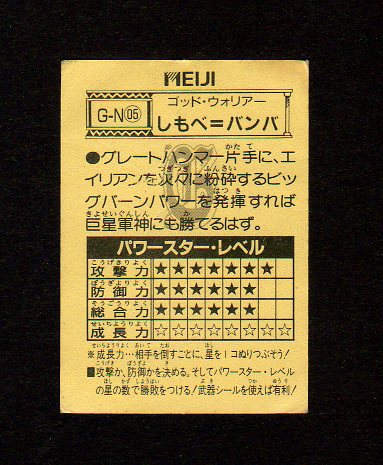 MEIJI
G-N05
ゴッド・ウォリアー
しもべ=バンバ
●グレートハンマー片手に、エ
イリアンを次々に粉砕するビッ
グバーンパワーを発揮すれば
巨星軍神にも勝てるはず。
パワースター・レベル
攻撃力★★★★★★★
防御力★★★★★★
総合力★★★★★★
成長力☆☆☆☆☆☆☆☆
※成長力…相手を倒すごとに、星を1コぬりつぶそう!
■攻撃か、防御かを決める。そしてパワースター・レベル
の星の数で勝敗をつける!武器シールを使えば有利!